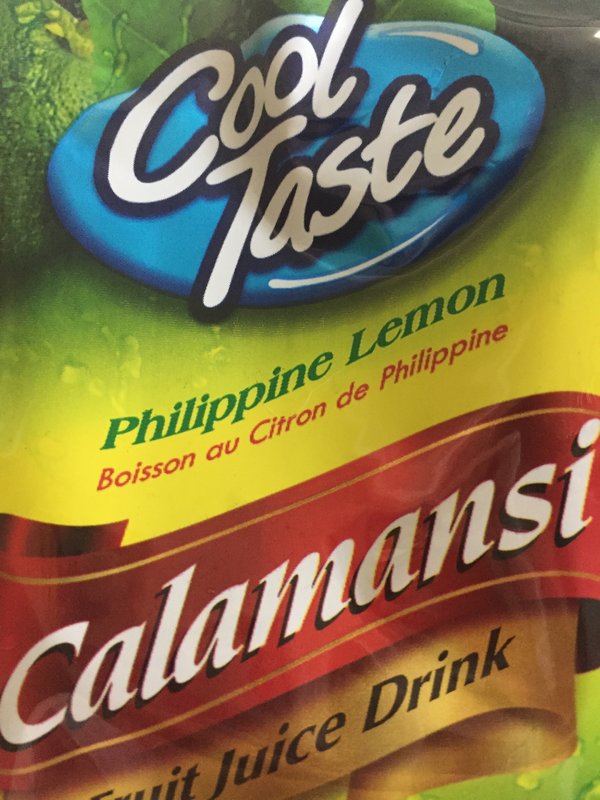 Cool
Taste
Philippine Lemon
Boisson au Citron de Philippine
Calamansi
Fruit Juice Drink